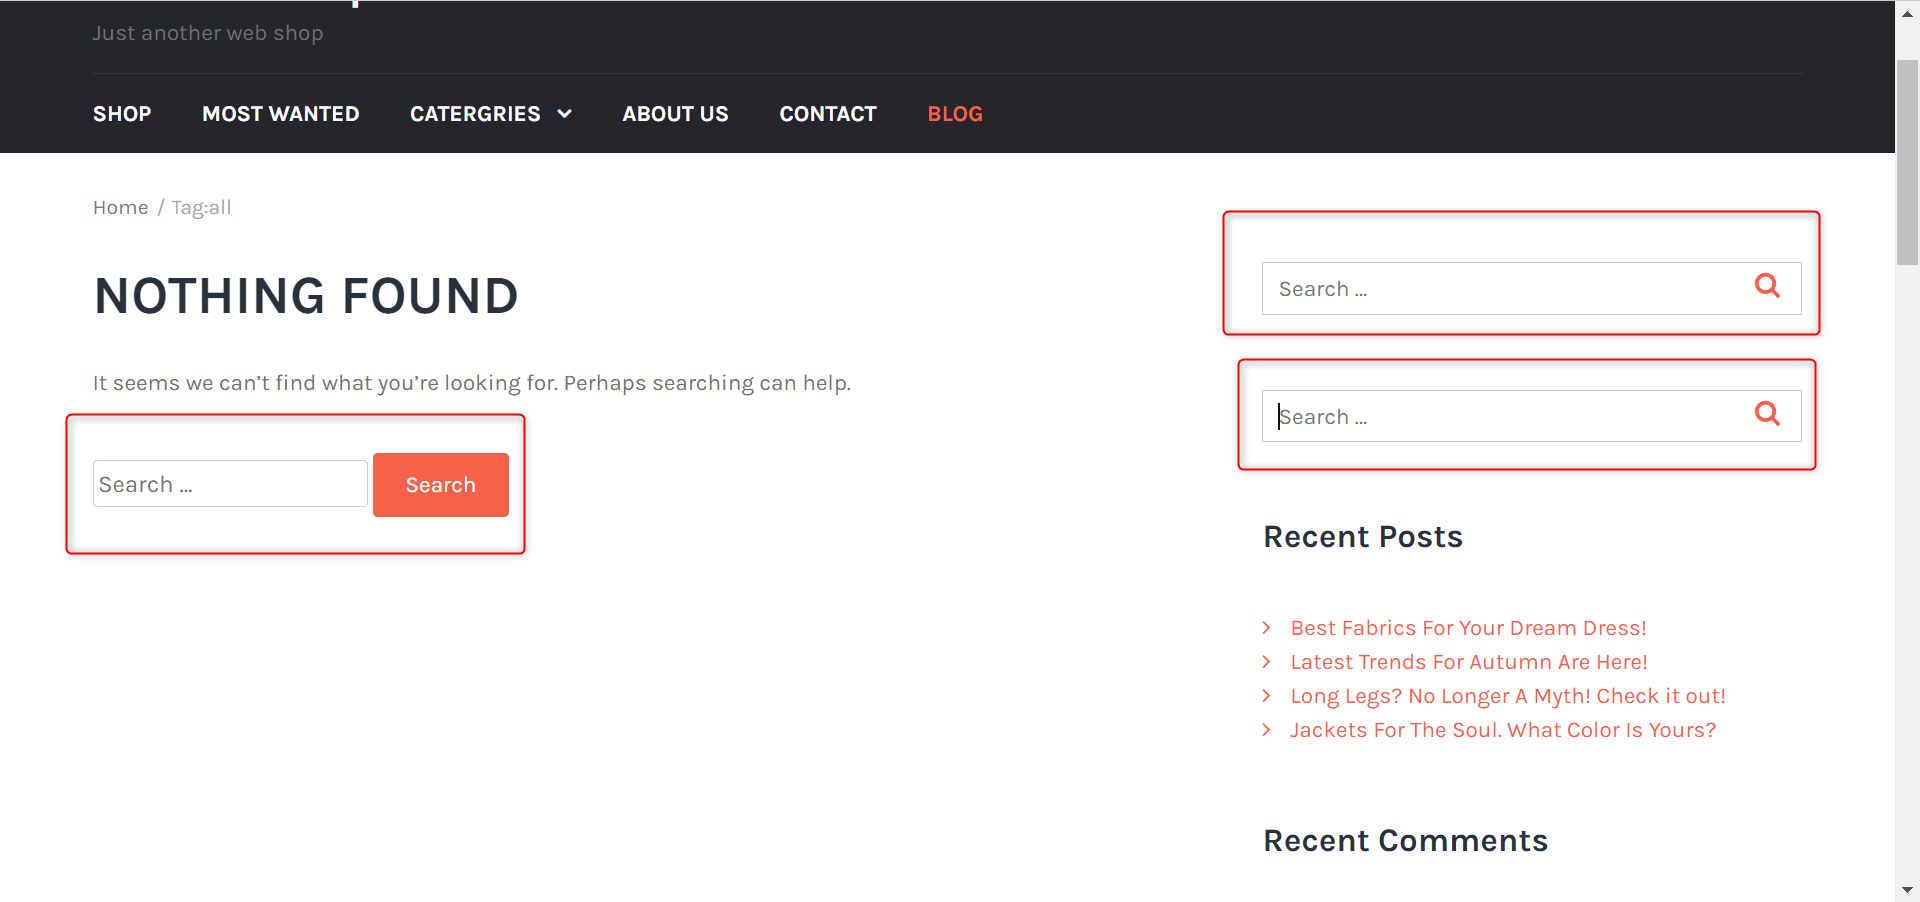 Just another web shop
SHOP MOST WANTED CATERGRIES ABOUT US CONTACT BLOG
Home / Tag:all
NOTHING FOUND
It seems we can’t find what you’re looking for. Perhaps searching can help.
Search ... Search
Search ...
Search ...
Recent Posts
Best Fabrics For Your Dream Dress!
Latest Trends For Autumn Are Here!
Long Legs? No Longer A Myth! Check it out!
Jackets For The Soul. What Color Is Yours?
Recent Comments